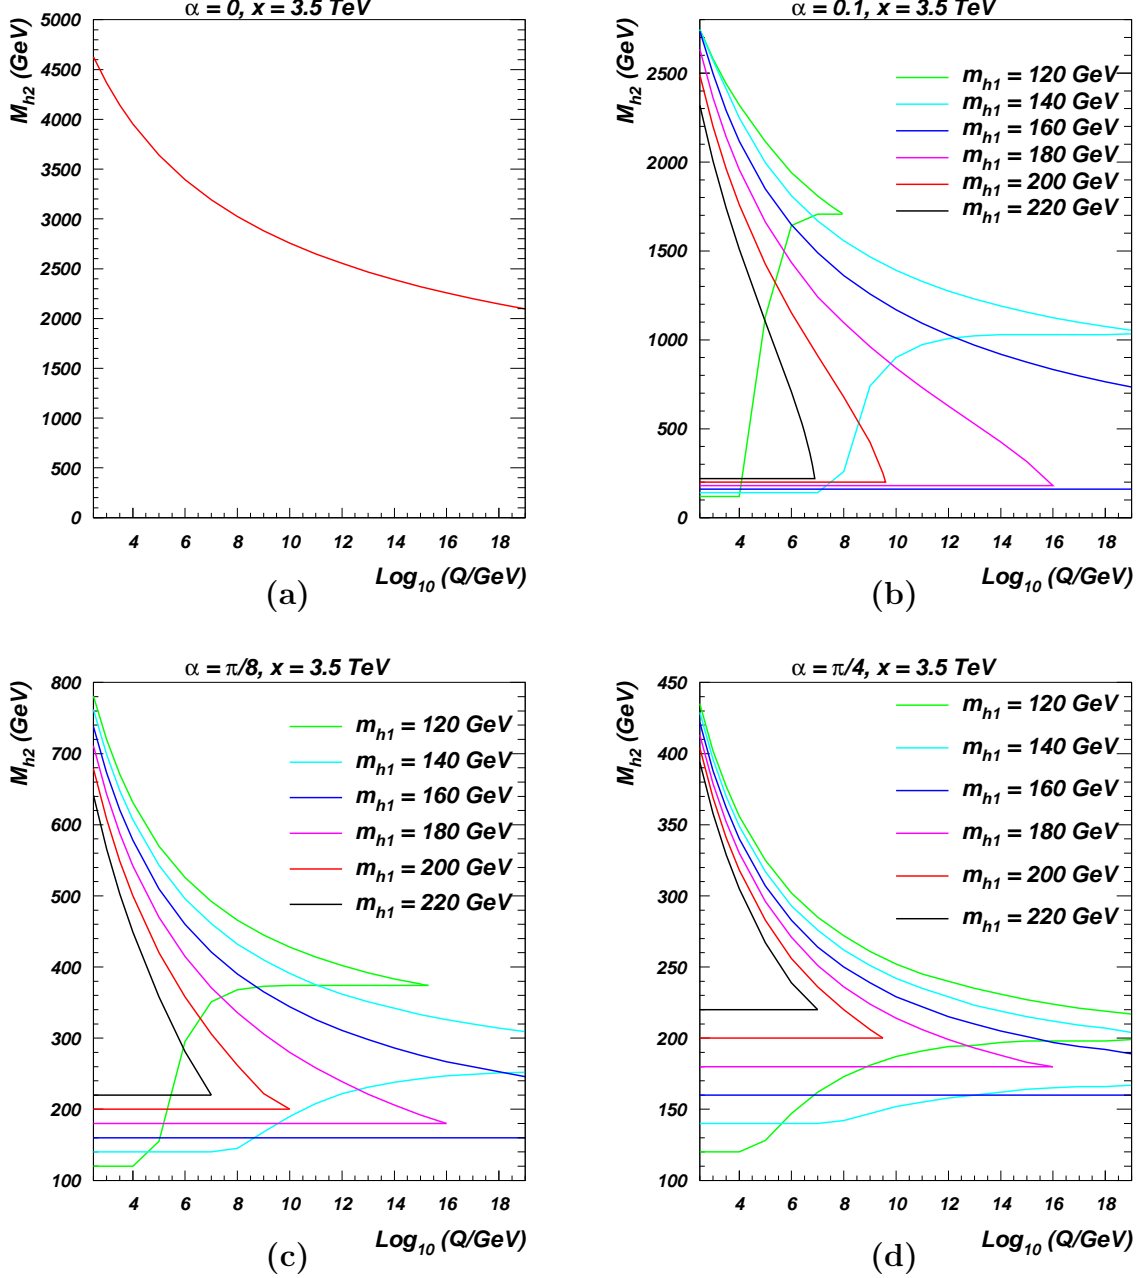 α = 0, x = 3.5 TeV
M_h2 (GeV)
5000
4500
4000
3500
3000
2500
2000
1500
1000
500
0
4 6 8 10 12 14 16 18
Log_10 (Q/GeV)
(a)
α = 0.1, x = 3.5 TeV
M_h2 (GeV)
2500
2000
1500
1000
500
0
m_h1 = 120 GeV
m_h1 = 140 GeV
m_h1 = 160 GeV
m_h1 = 180 GeV
m_h1 = 200 GeV
m_h1 = 220 GeV
4 6 8 10 12 14 16 18
Log_10 (Q/GeV)
(b)
α = π/8, x = 3.5 TeV
M_h2 (GeV)
800
700
600
500
400
300
200
100
m_h1 = 120 GeV
m_h1 = 140 GeV
m_h1 = 160 GeV
m_h1 = 180 GeV
m_h1 = 200 GeV
m_h1 = 220 GeV
4 6 8 10 12 14 16 18
Log_10 (Q/GeV)
(c)
α = π/4, x = 3.5 TeV
M_h2 (GeV)
450
400
350
300
250
200
150
100
m_h1 = 120 GeV
m_h1 = 140 GeV
m_h1 = 160 GeV
m_h1 = 180 GeV
m_h1 = 200 GeV
m_h1 = 220 GeV
4 6 8 10 12 14 16 18
Log_10 (Q/GeV)
(d)